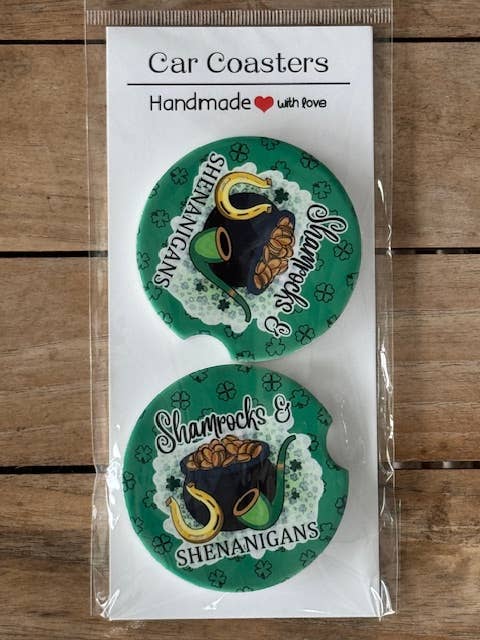 Car Coasters
Handmade with love
Shamrocks &
SHENANIGANS
Shamrocks &
SHENANIGANS